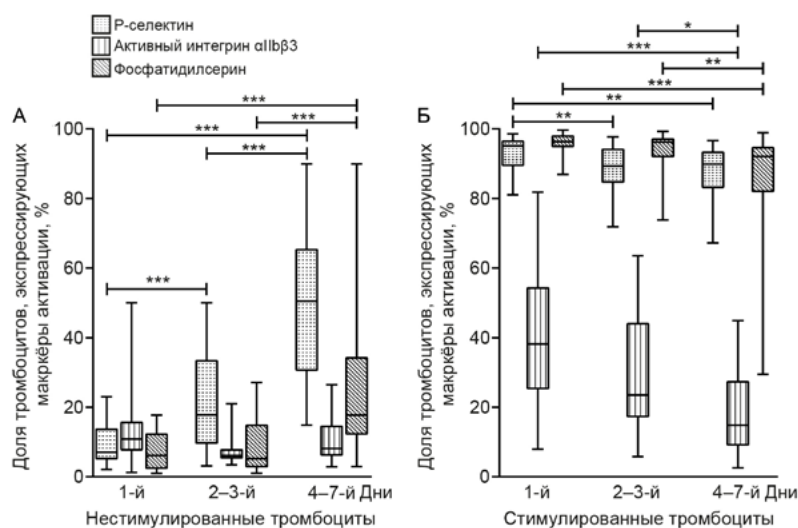 Р-селектин
Активный интегрин αIIbβ3
Фосфатидилсерин
А
Доля тромбоцитов, экспрессирующих
макркёры активации, %
100
80
60
40
20
0
***
***
***
***
***
1-й
2–3-й
4–7-й Дни
Нестимулированные тромбоциты
Б
Доля тромбоцитов, экспрессирующих
макркёры активации, %
100
80
60
40
20
0
*
***
**
***
**
**
1-й
2–3-й
4–7-й Дни
Стимулированные тромбоциты